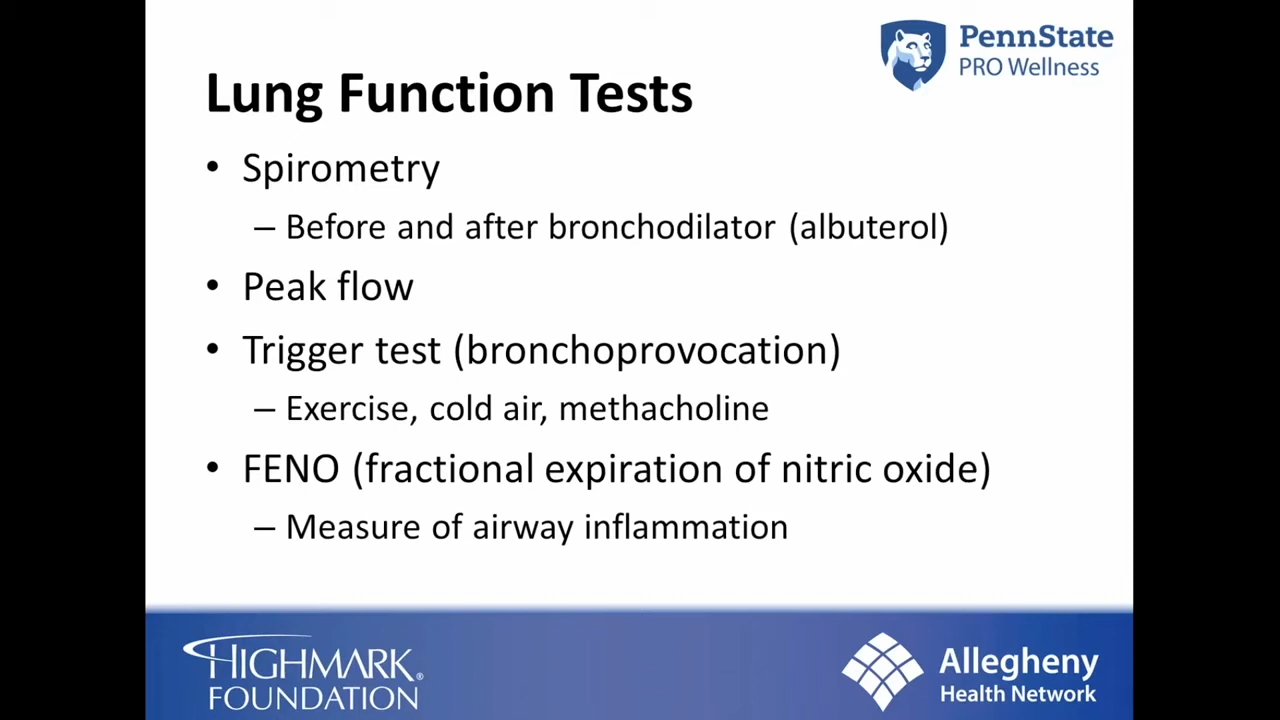 PennState
PRO Wellness
Lung Function Tests
• Spirometry
– Before and after bronchodilator (albuterol)
• Peak flow
• Trigger test (bronchoprovocation)
– Exercise, cold air, methacholine
• FENO (fractional expiration of nitric oxide)
– Measure of airway inflammation
HIGHMARK®
FOUNDATION
Allegheny
Health Network